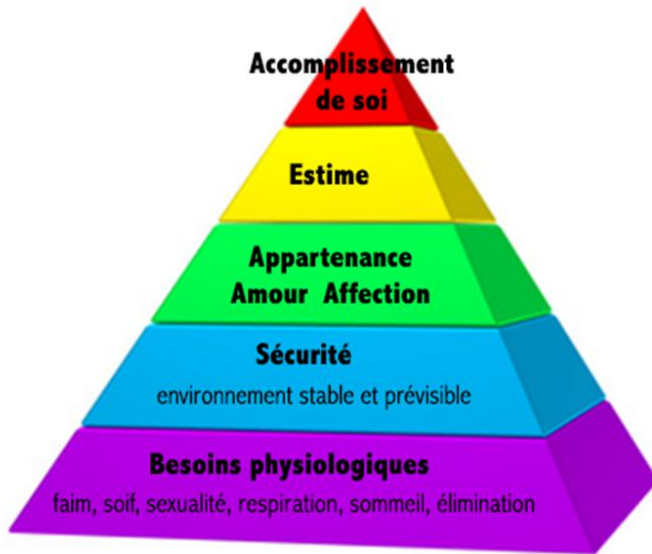 Accomplissement
de soi
Estime
Appartenance
Amour Affection
Sécurité
environnement stable et prévisible
Besoins physiologiques
faim, soif, sexualité, respiration, sommeil, élimination